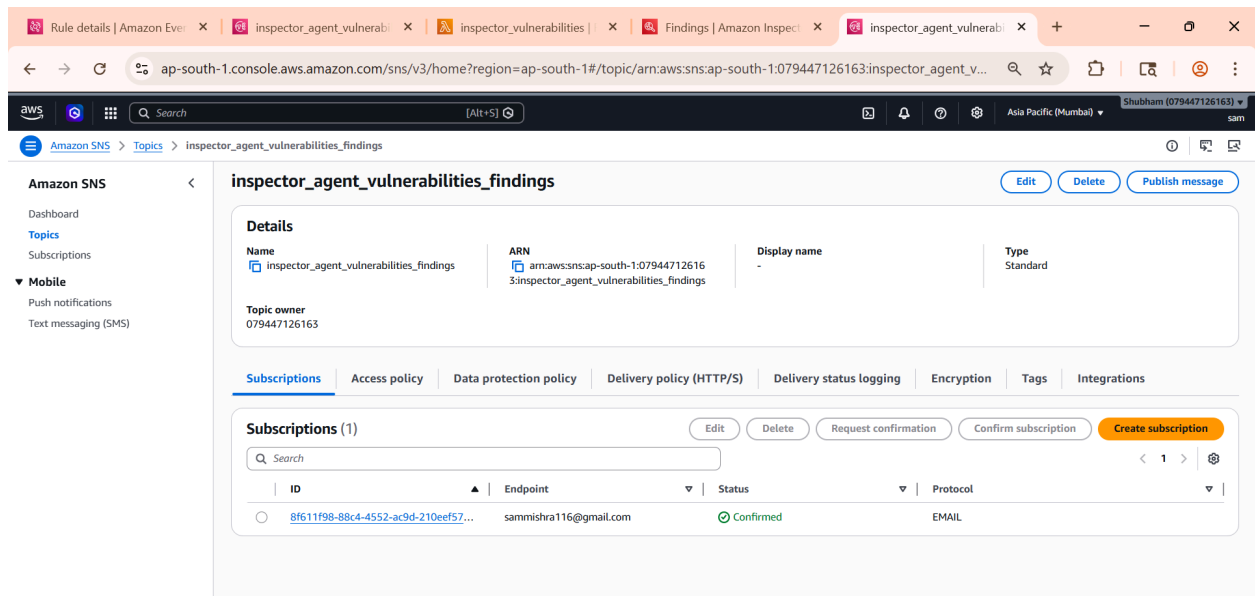 Rule details | Amazon Ever
inspector_agent_vulnerabi
inspector_vulnerabilities |
Findings | Amazon Inspect
inspector_agent_vulnerabi
ap-south-1.console.aws.amazon.com/sns/v3/home?region=ap-south-1#/topic/arn:aws:sns:ap-south-1:079447126163:inspector_agent_v...
aws Search [Alt+S] Asia Pacific (Mumbai) Shubham (079447126163)
sam
Amazon SNS > Topics > inspector_agent_vulnerabilities_findings
Amazon SNS
Dashboard
Topics
Subscriptions
Mobile
Push notifications
Text messaging (SMS)
inspector_agent_vulnerabilities_findings
Edit Delete Publish message
Details
Name
inspector_agent_vulnerabilities_findings
ARN
arn:aws:sns:ap-south-1:07944712616
3:inspector_agent_vulnerabilities_findings
Display name
-
Type
Standard
Topic owner
079447126163
Subscriptions Access policy Data protection policy Delivery policy (HTTP/S) Delivery status logging Encryption Tags Integrations
Subscriptions (1)
Edit Delete Request confirmation Confirm subscription Create subscription
Search
1
ID Endpoint Status Protocol
8f611f98-88c4-4552-ac9d-210eef57... sammishra116@gmail.com Confirmed EMAIL